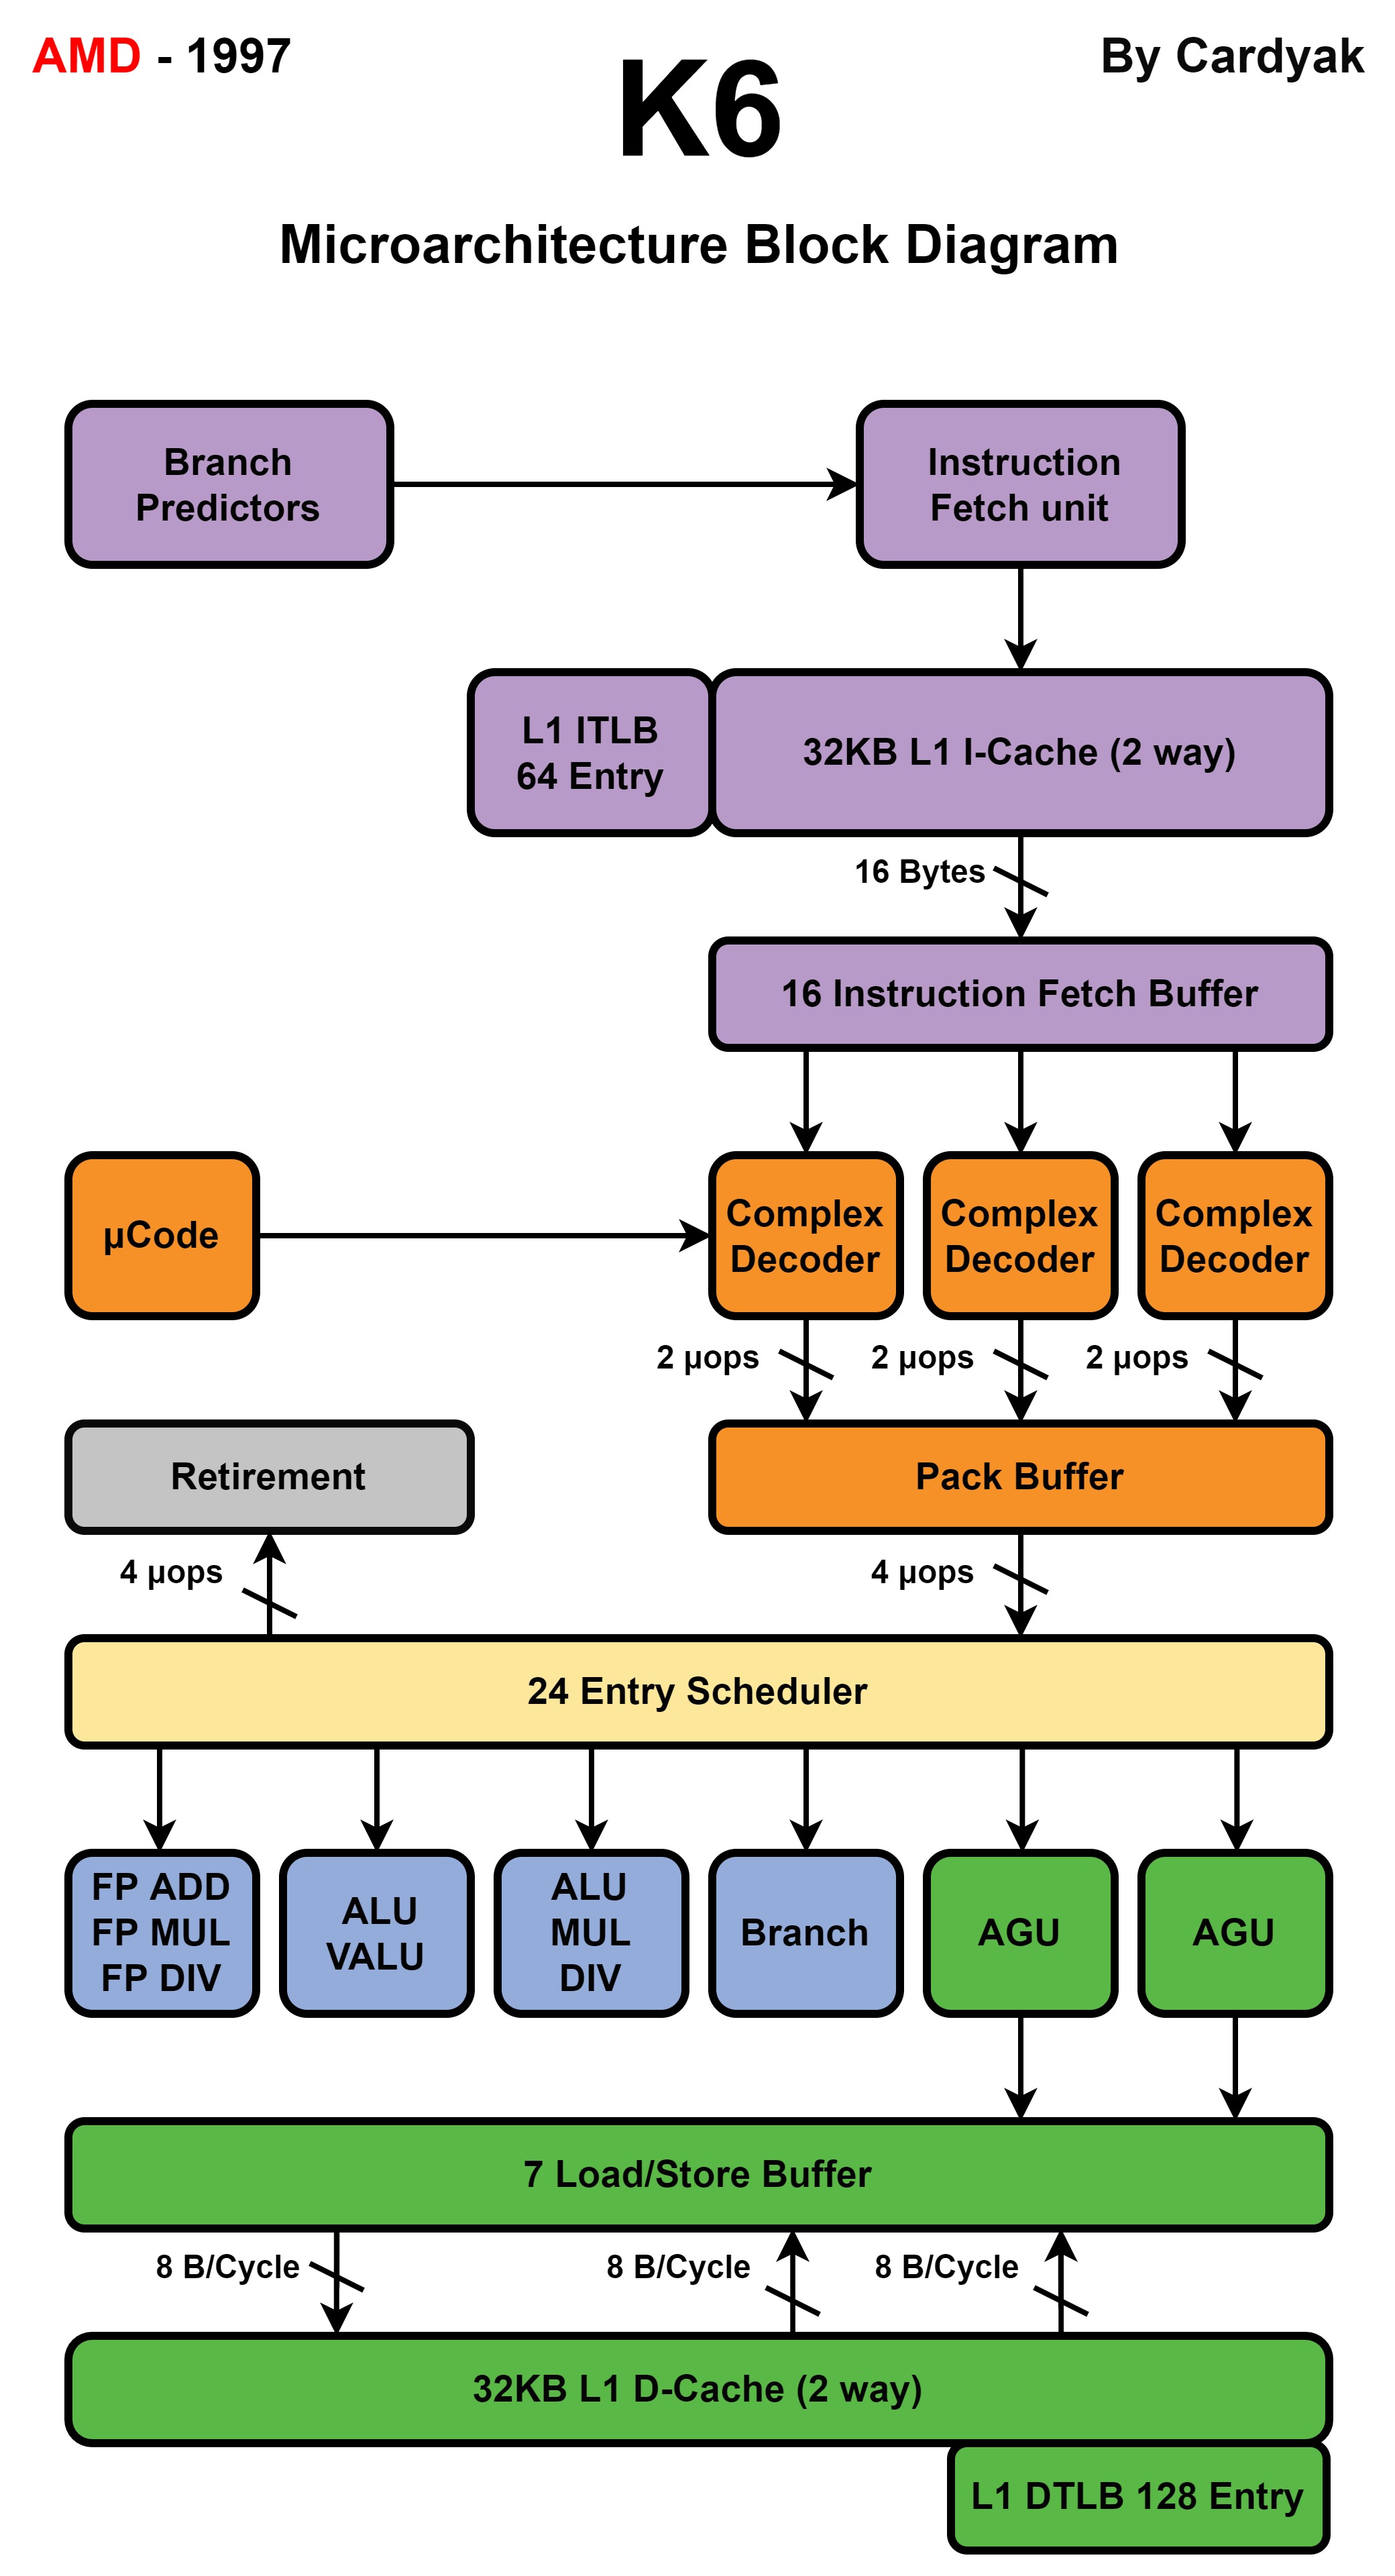 AMD - 1997
By Cardyak
K6
Microarchitecture Block Diagram
Branch
Predictors
Instruction
Fetch unit
L1 ITLB
64 Entry
32KB L1 I-Cache (2 way)
16 Bytes
16 Instruction Fetch Buffer
µCode
Complex
Decoder
Complex
Decoder
Complex
Decoder
2 µops
2 µops
2 µops
Retirement
Pack Buffer
4 µops
4 µops
24 Entry Scheduler
FP ADD
FP MUL
FP DIV
ALU
VALU
ALU
MUL
DIV
Branch
AGU
AGU
7 Load/Store Buffer
8 B/Cycle
8 B/Cycle
8 B/Cycle
32KB L1 D-Cache (2 way)
L1 DTLB 128 Entry